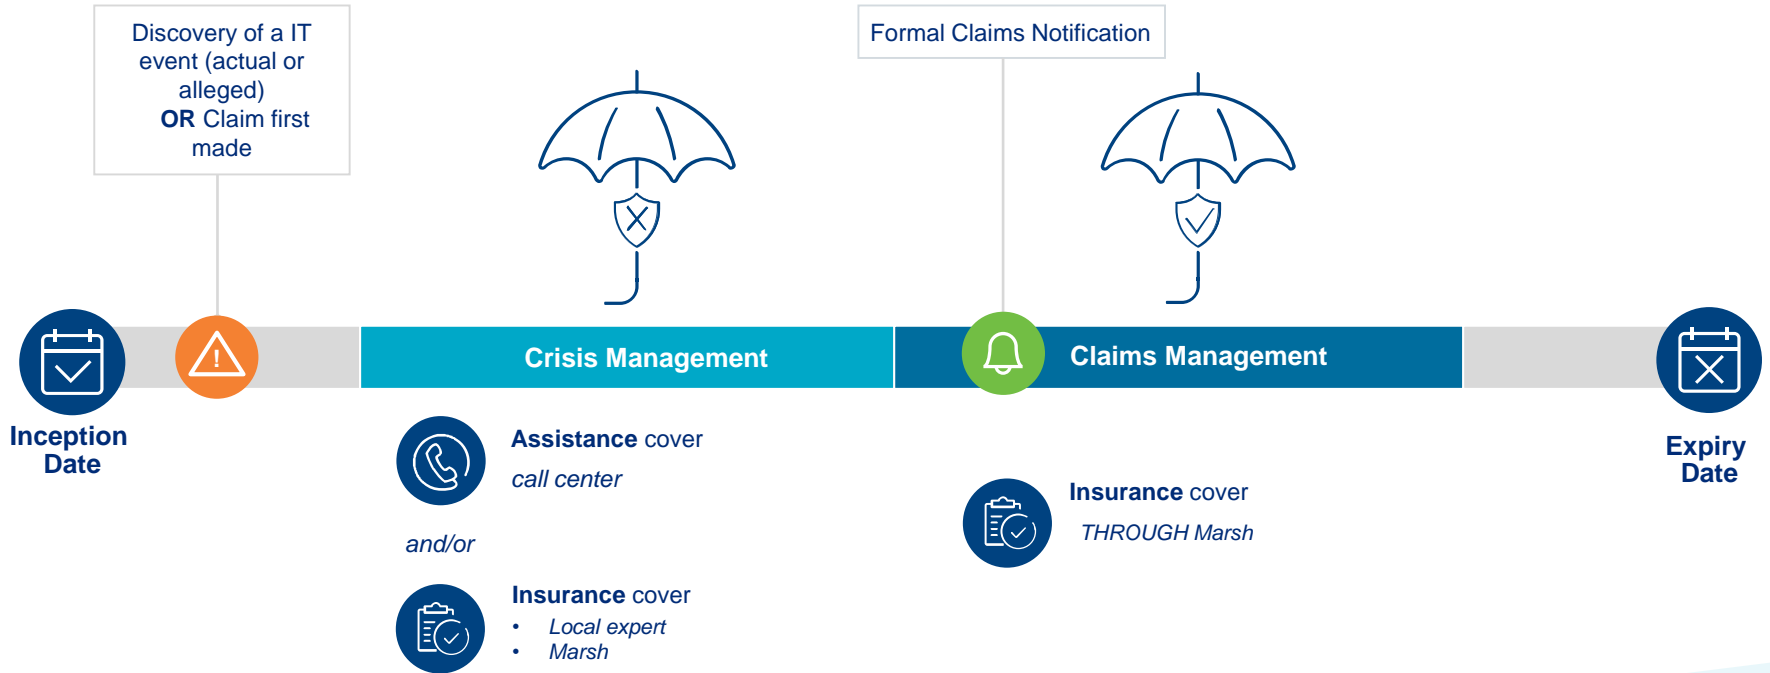 Discovery of a IT
event (actual or
alleged)
OR Claim first
made
Formal Claims Notification
!
Crisis Management
Claims Management
Inception
Date
Expiry
Date
Assistance cover
call center
and/or
Insurance cover
• Local expert
• Marsh
Insurance cover
THROUGH Marsh